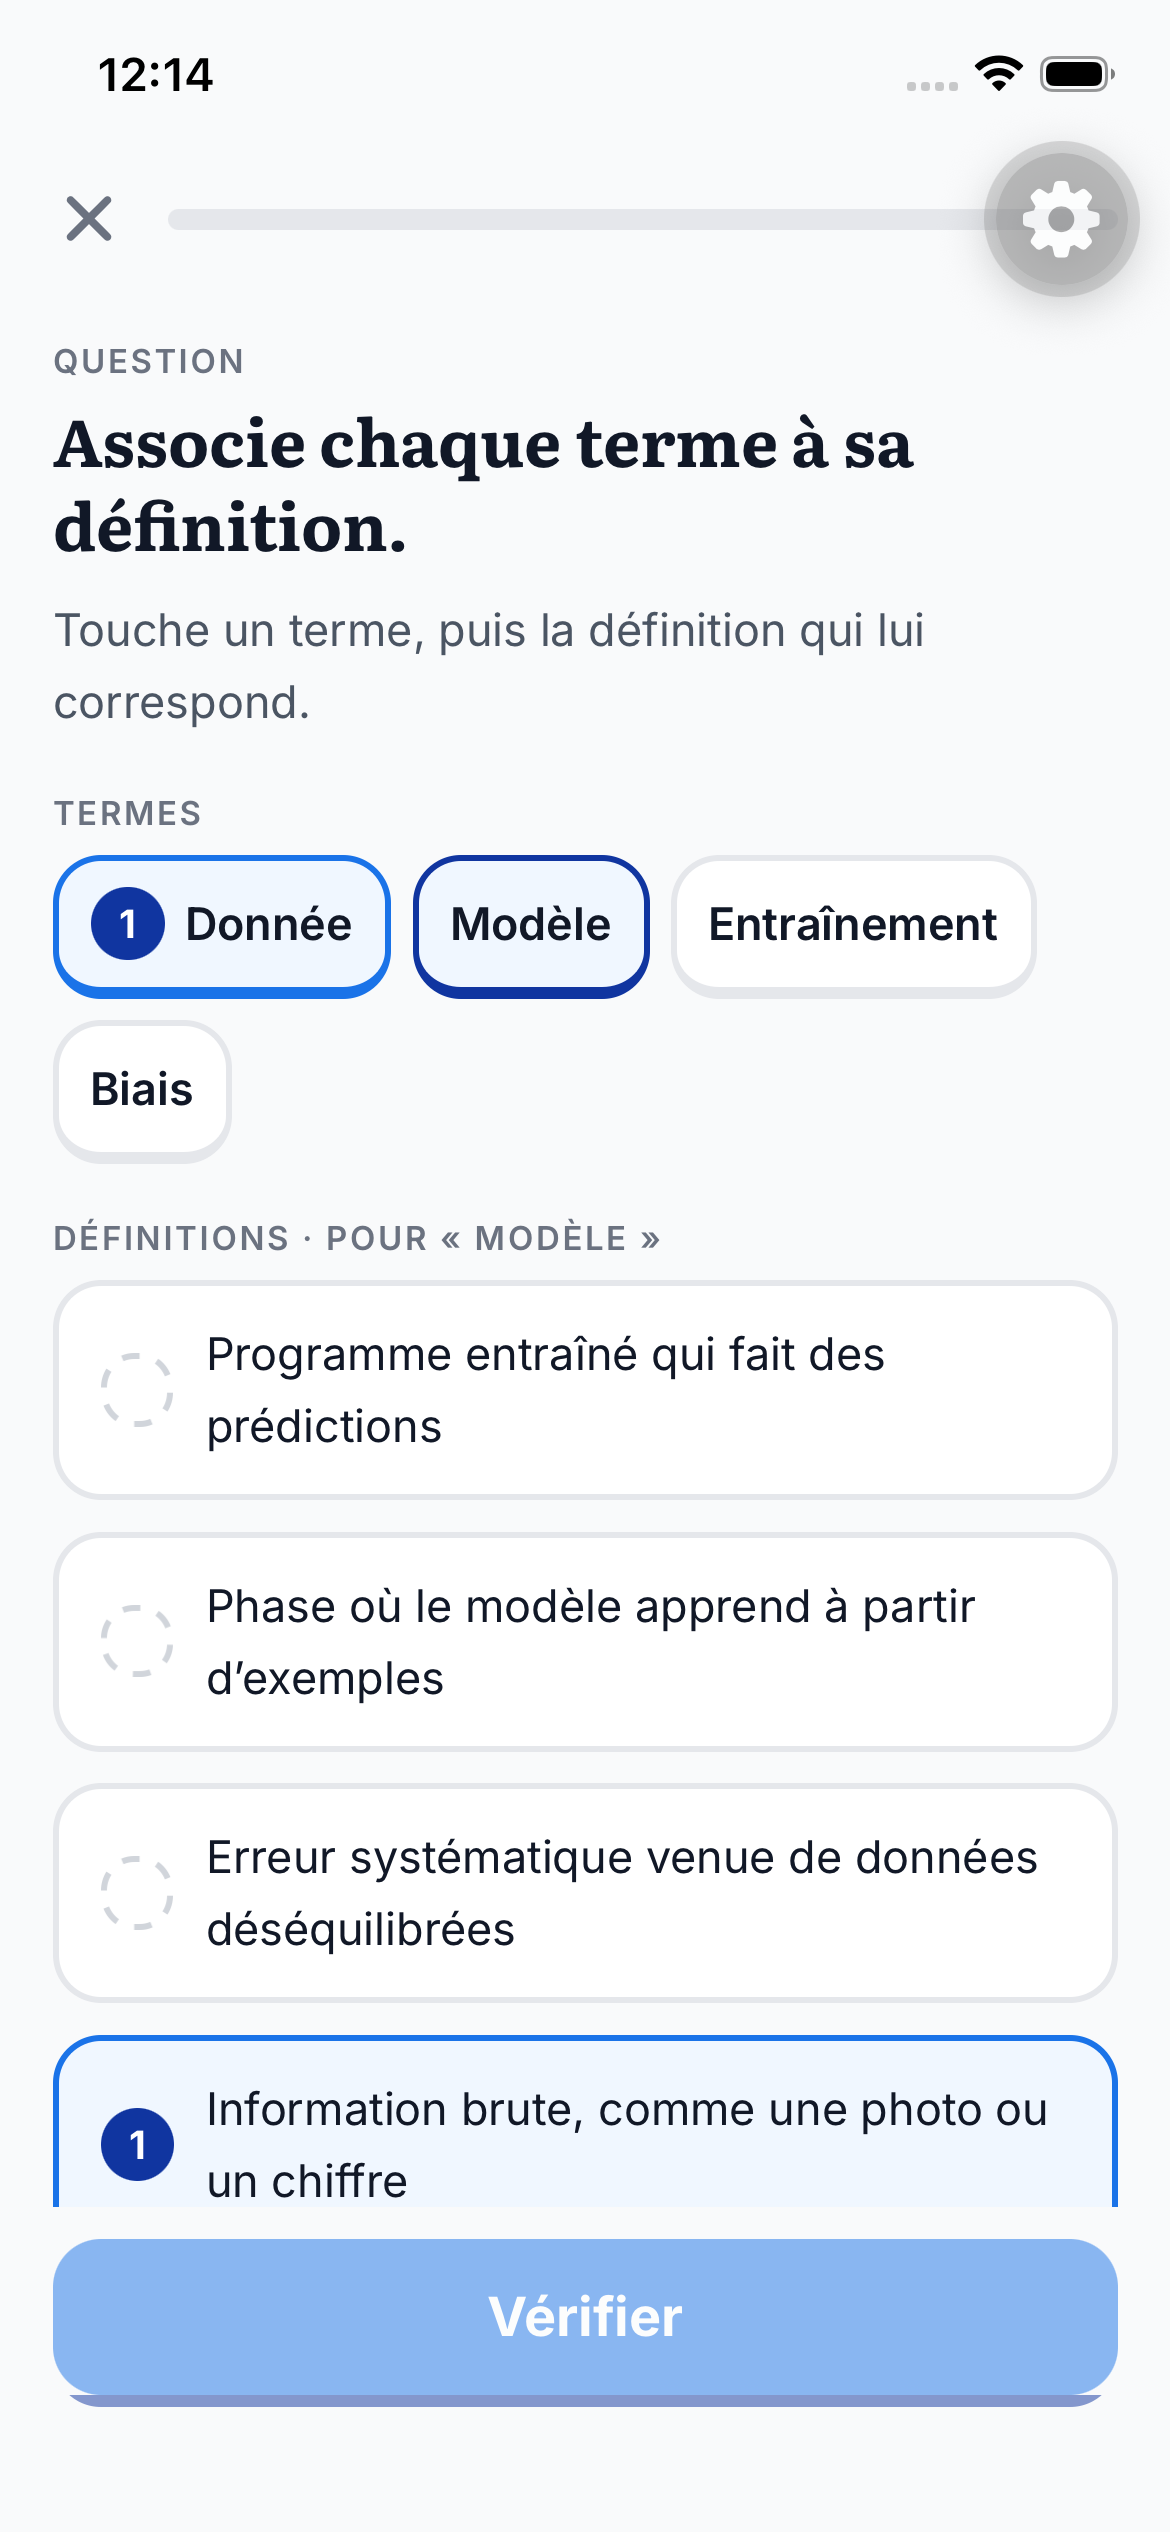 12:14
QUESTION
Associe chaque terme à sa
définition.
Touche un terme, puis la définition qui lui
correspond.
TERMES
1 Donnée
Modèle
Entraînement
Biais
DÉFINITIONS · POUR « MODÈLE »
Programme entraîné qui fait des
prédictions
Phase où le modèle apprend à partir
d’exemples
Erreur systématique venue de données
déséquilibrées
1
Information brute, comme une photo ou
un chiffre
Vérifier